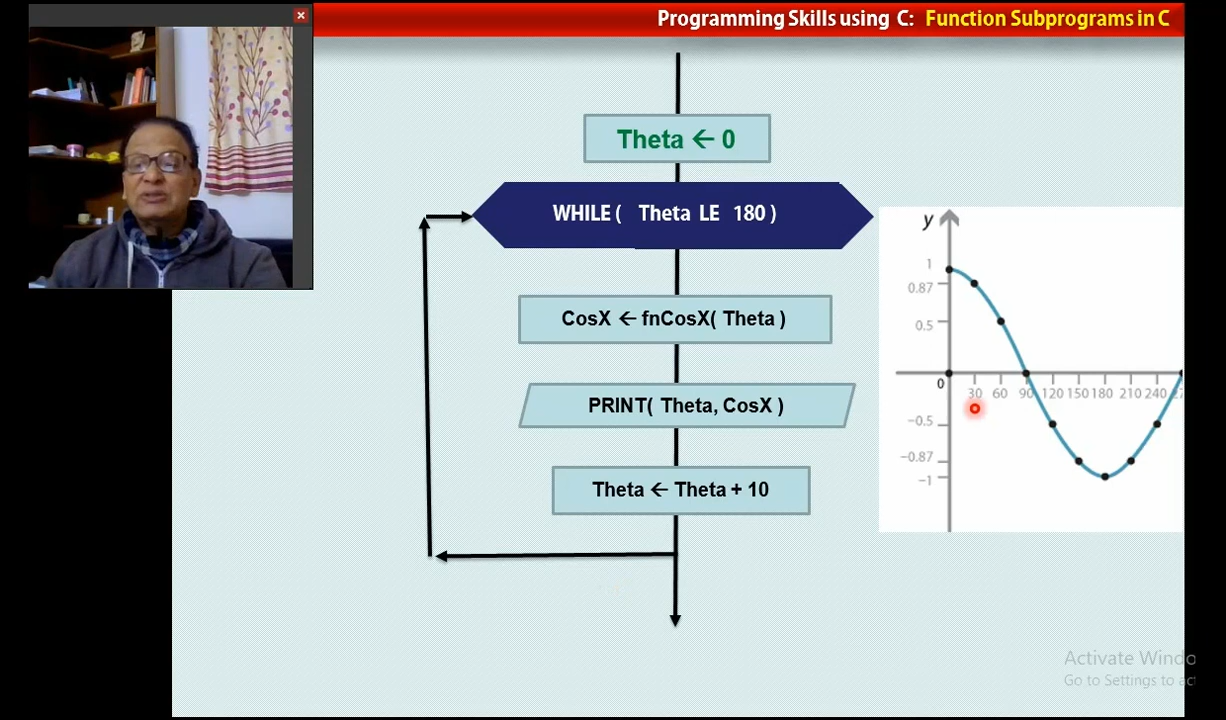 Programming Skills using C: Function Subprograms in C
Theta ← 0
WHILE ( Theta LE 180 )
CosX ← fnCosX( Theta )
PRINT( Theta, CosX )
Theta ← Theta + 10
y
1
0.87
0.5
0
30 60 90 120 150 180 210 240 27
-0.5
-0.87
-1
Activate Windo
Go to Settings to act